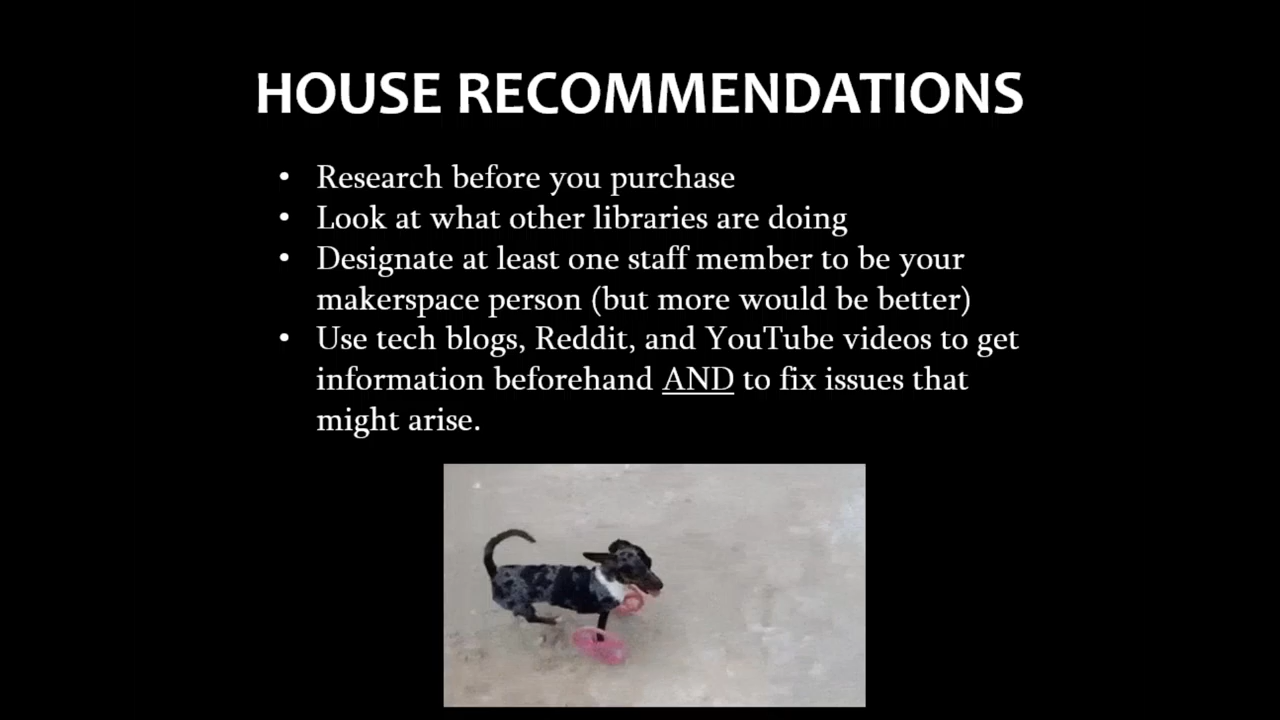 HOUSE RECOMMENDATIONS
• Research before you purchase
• Look at what other libraries are doing
• Designate at least one staff member to be your
makerspace person (but more would be better)
• Use tech blogs, Reddit, and YouTube videos to get
information beforehand AND to fix issues that
might arise.